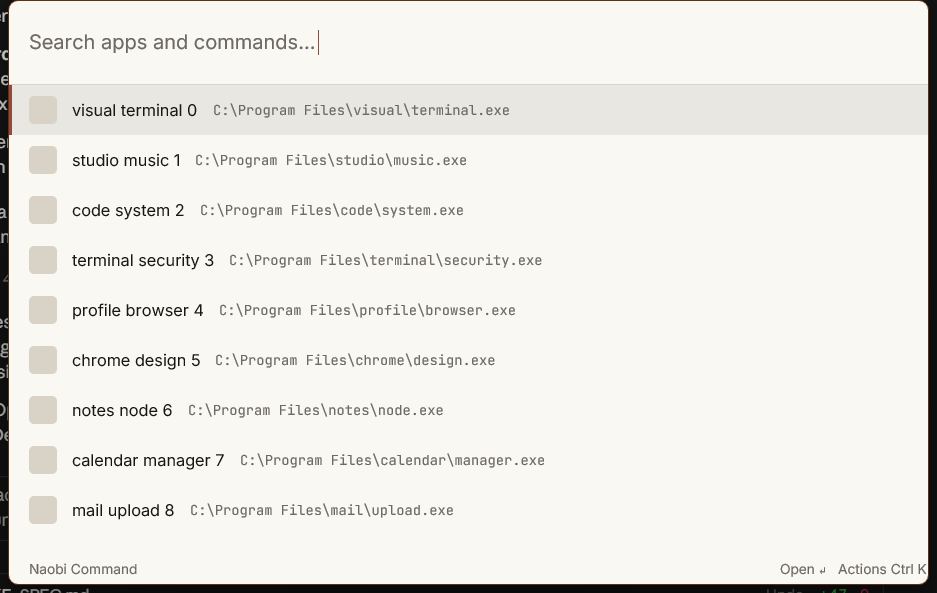 Search apps and commands...
visual terminal 0 C:\Program Files\visual\terminal.exe
studio music 1 C:\Program Files\studio\music.exe
code system 2 C:\Program Files\code\system.exe
terminal security 3 C:\Program Files\terminal\security.exe
profile browser 4 C:\Program Files\profile\browser.exe
chrome design 5 C:\Program Files\chrome\design.exe
notes node 6 C:\Program Files\notes\node.exe
calendar manager 7 C:\Program Files\calendar\manager.exe
mail upload 8 C:\Program Files\mail\upload.exe
Naobi Command Open ↵ Actions Ctrl K